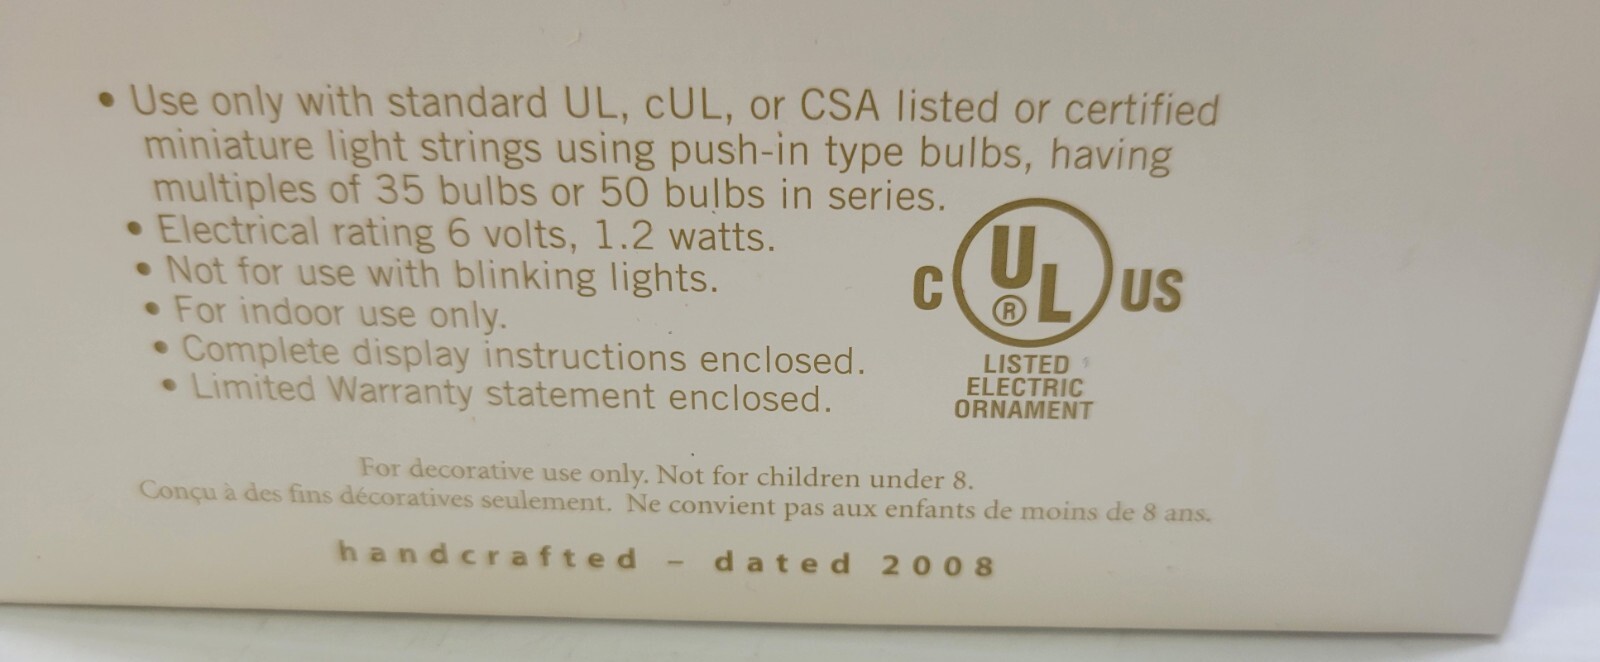 • Use only with standard UL, cUL, or CSA listed or certified
miniature light strings using push-in type bulbs, having
multiples of 35 bulbs or 50 bulbs in series.
• Electrical rating 6 volts, 1.2 watts.
• Not for use with blinking lights.
• For indoor use only.
• Complete display instructions enclosed.
• Limited Warranty statement enclosed.
C UL® US
LISTED
ELECTRIC
ORNAMENT
For decorative use only. Not for children under 8.
Conçu à des fins décoratives seulement. Ne convient pas aux enfants de moins de 8 ans.
handcrafted – dated 2008